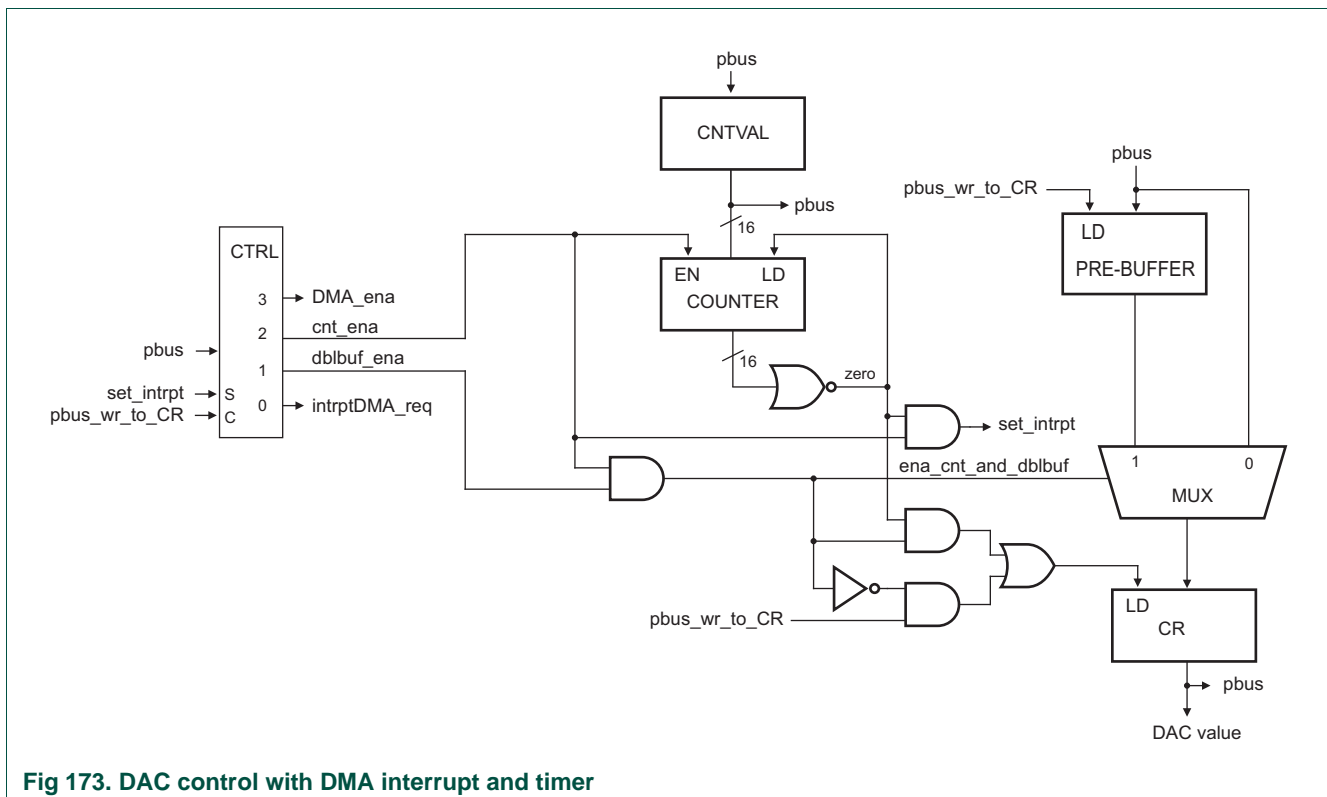 pbus
CNTVAL
pbus
16
EN LD
COUNTER
16
zero
set_intrpt
CTRL
3 DMA_ena
2 cnt_ena
1 dblbuf_ena
0 intrptDMA_req
pbus
set_intrpt S
pbus_wr_to_CR C
ena_cnt_and_dblbuf
pbus_wr_to_CR
pbus
pbus_wr_to_CR
LD
PRE-BUFFER
1 0
MUX
LD
CR
pbus
DAC value
Fig 173. DAC control with DMA interrupt and timer